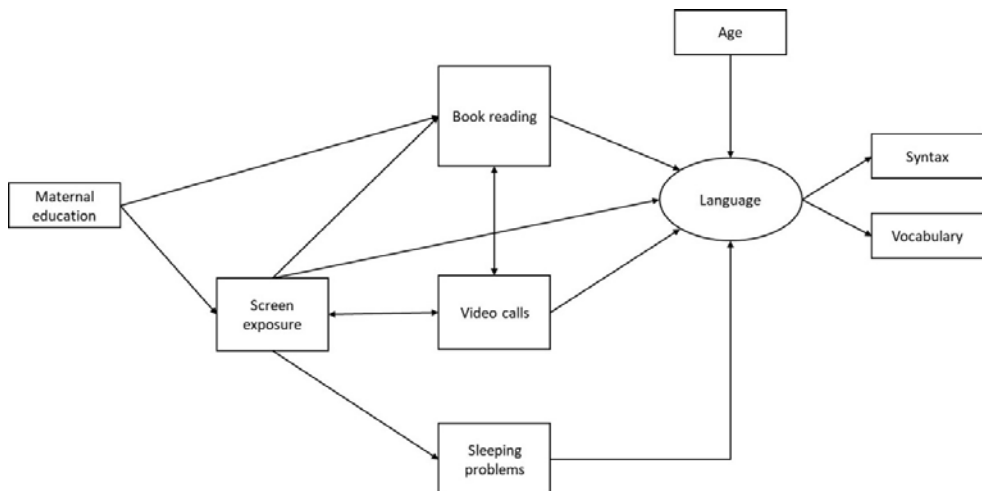 Age
Book reading
Syntax
Maternal
education
Language
Vocabulary
Screen
exposure
Video calls
Sleeping
problems